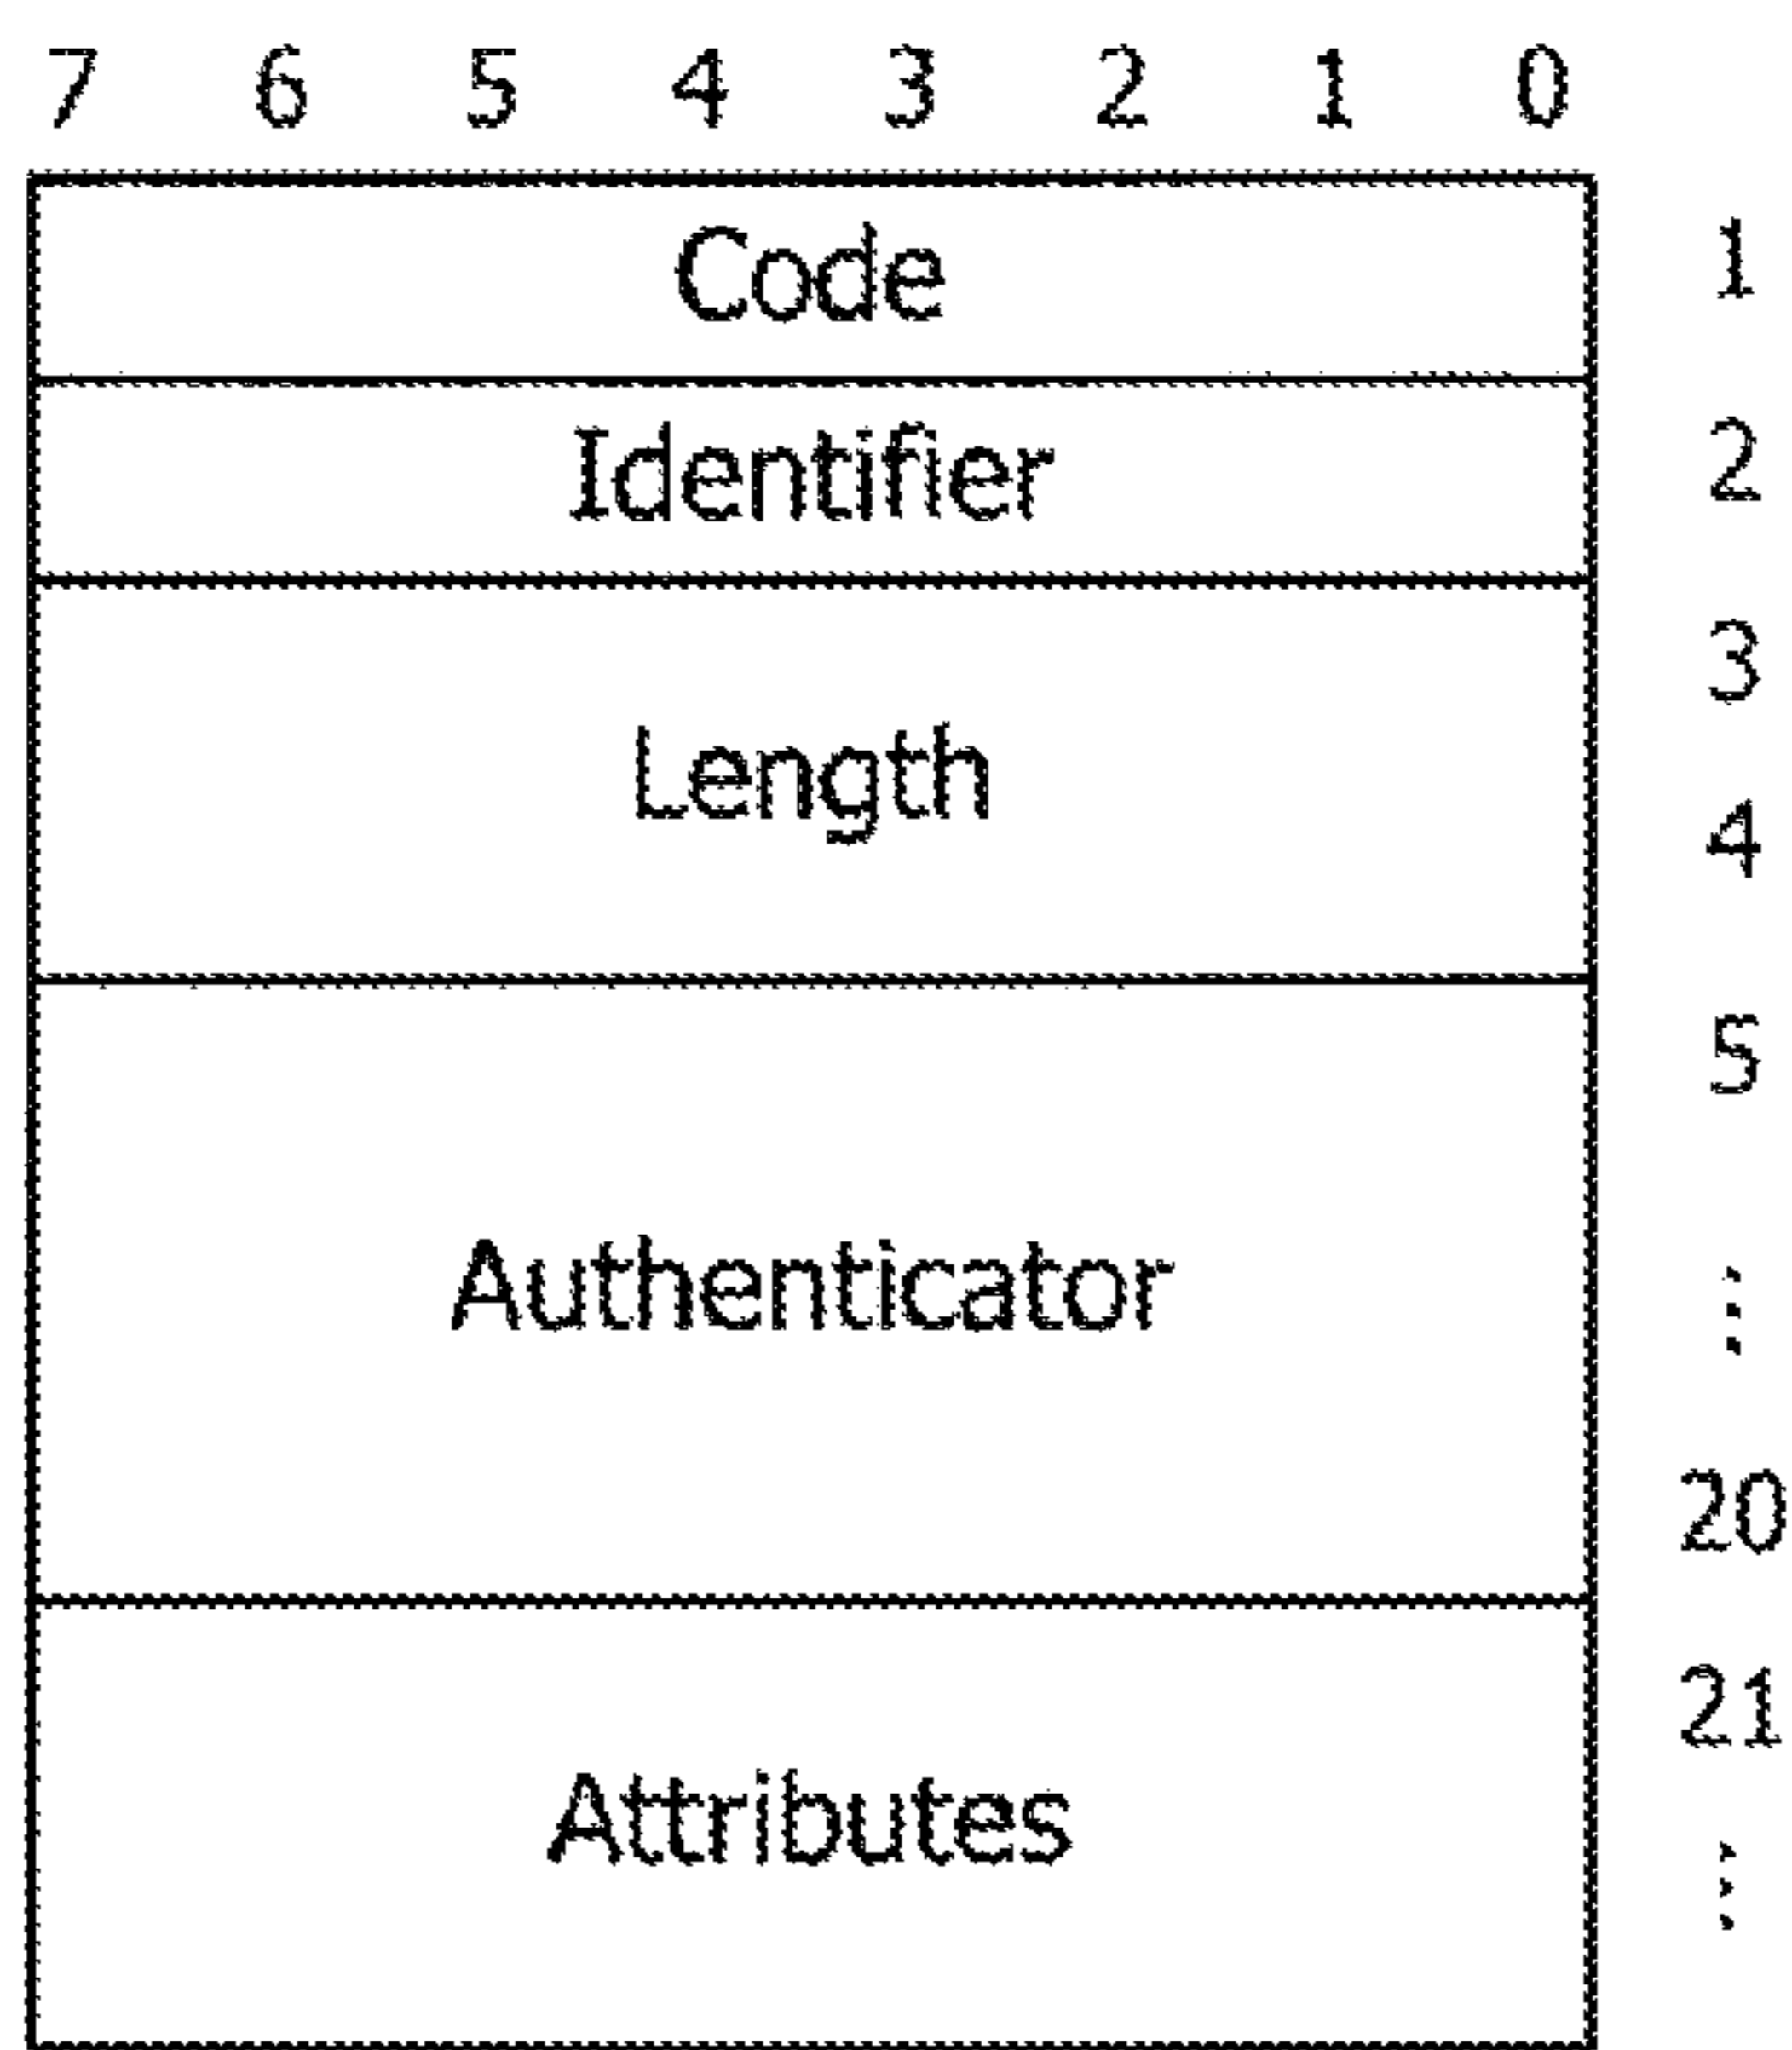 7 6 5 4 3 2 1 0
Code 1
Identifier 2
3
Length
4
5
Authenticator ⋮
20
21
Attributes
⋮